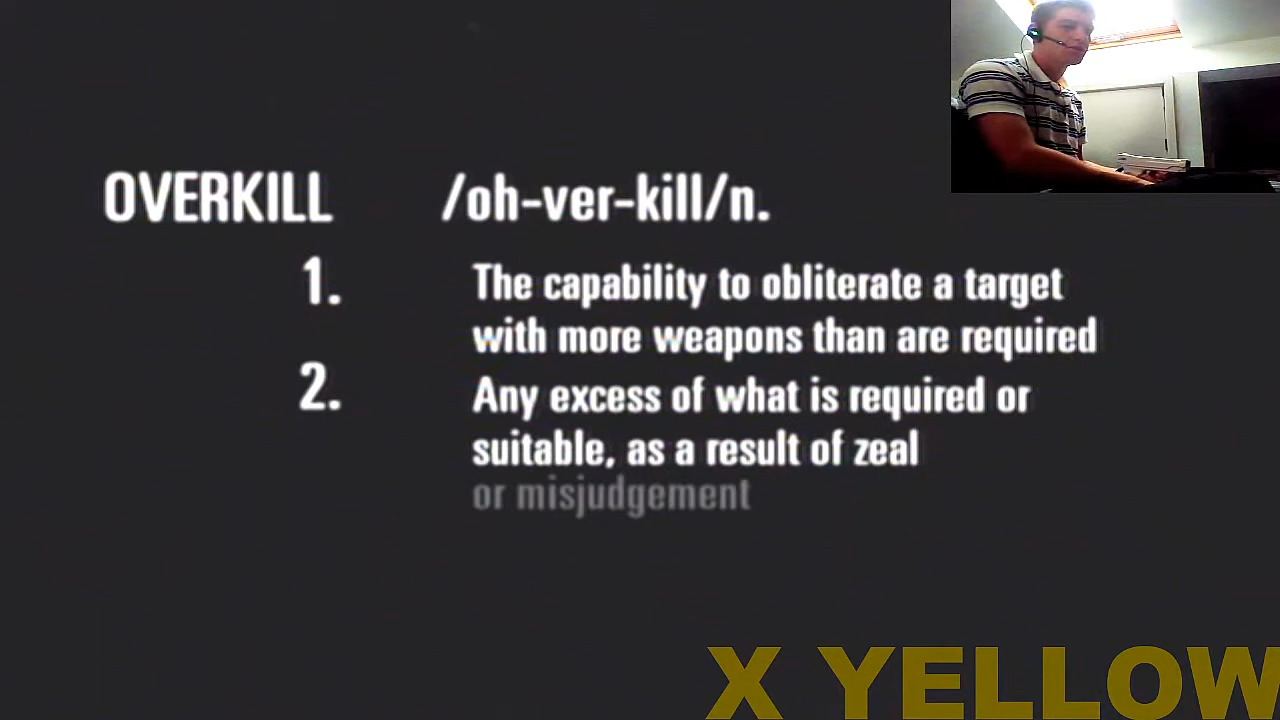 OVERKILL /oh-ver-kill/n.
1. The capability to obliterate a target
with more weapons than are required
2. Any excess of what is required or
suitable, as a result of zeal
or misjudgement
X YELLOW